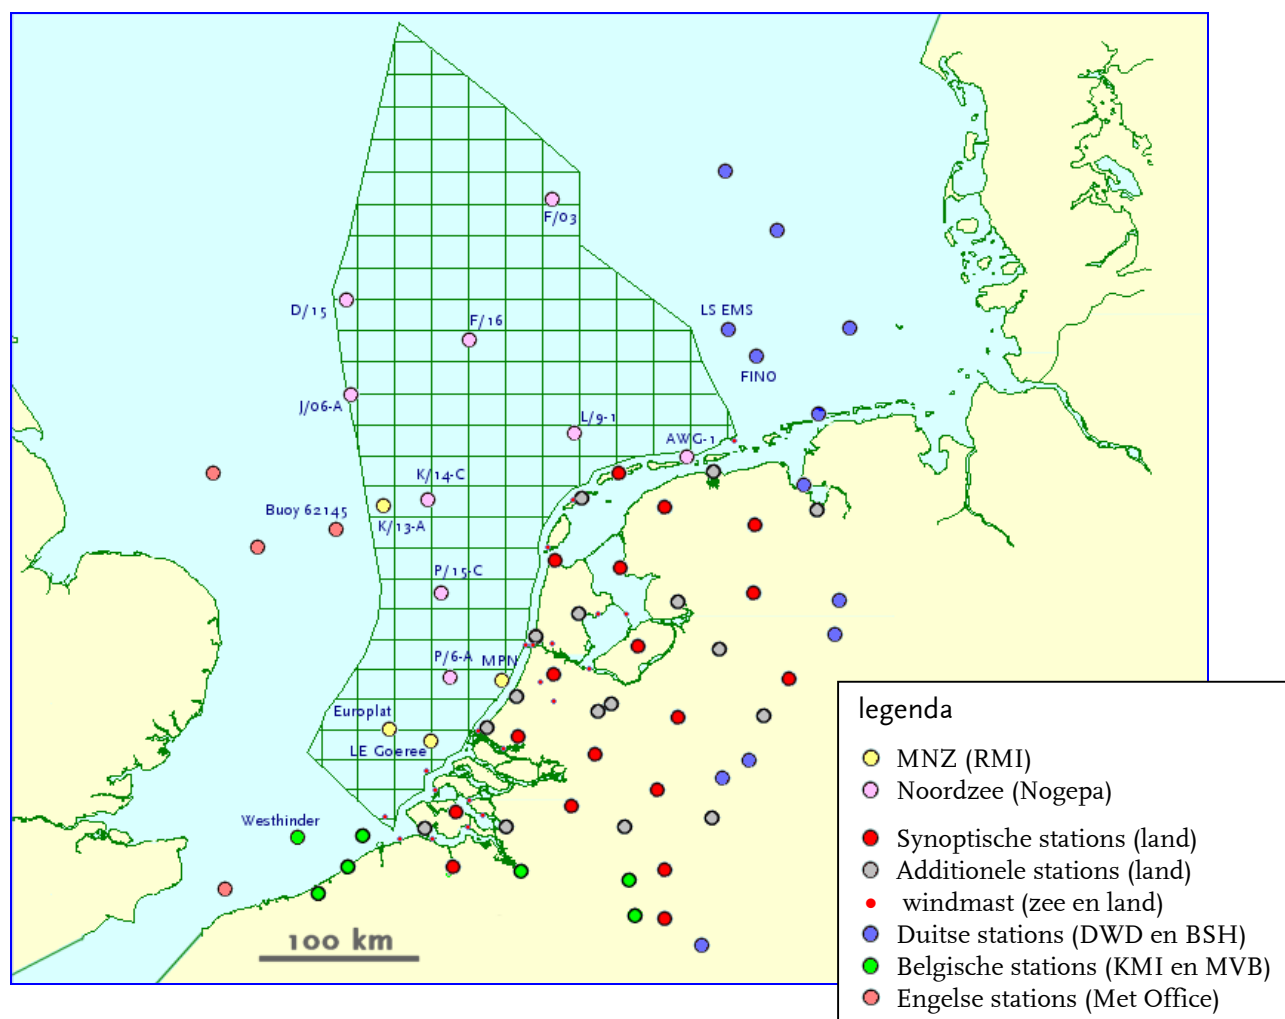 F/03
D/15
F/16
LS EMS
FINO
J/06-A
L/9-1
AWG-1
K/14-C
Buoy 62145
K/13-A
P/15-C
P/6-A
MPN
Europlat
LE Goeree
Westhinder
100 km
legenda
MNZ (RMI)
Noordzee (Nogepa)
Synoptische stations (land)
Additionele stations (land)
windmast (zee en land)
Duitse stations (DWD en BSH)
Belgische stations (KMI en MVB)
Engelse stations (Met Office)